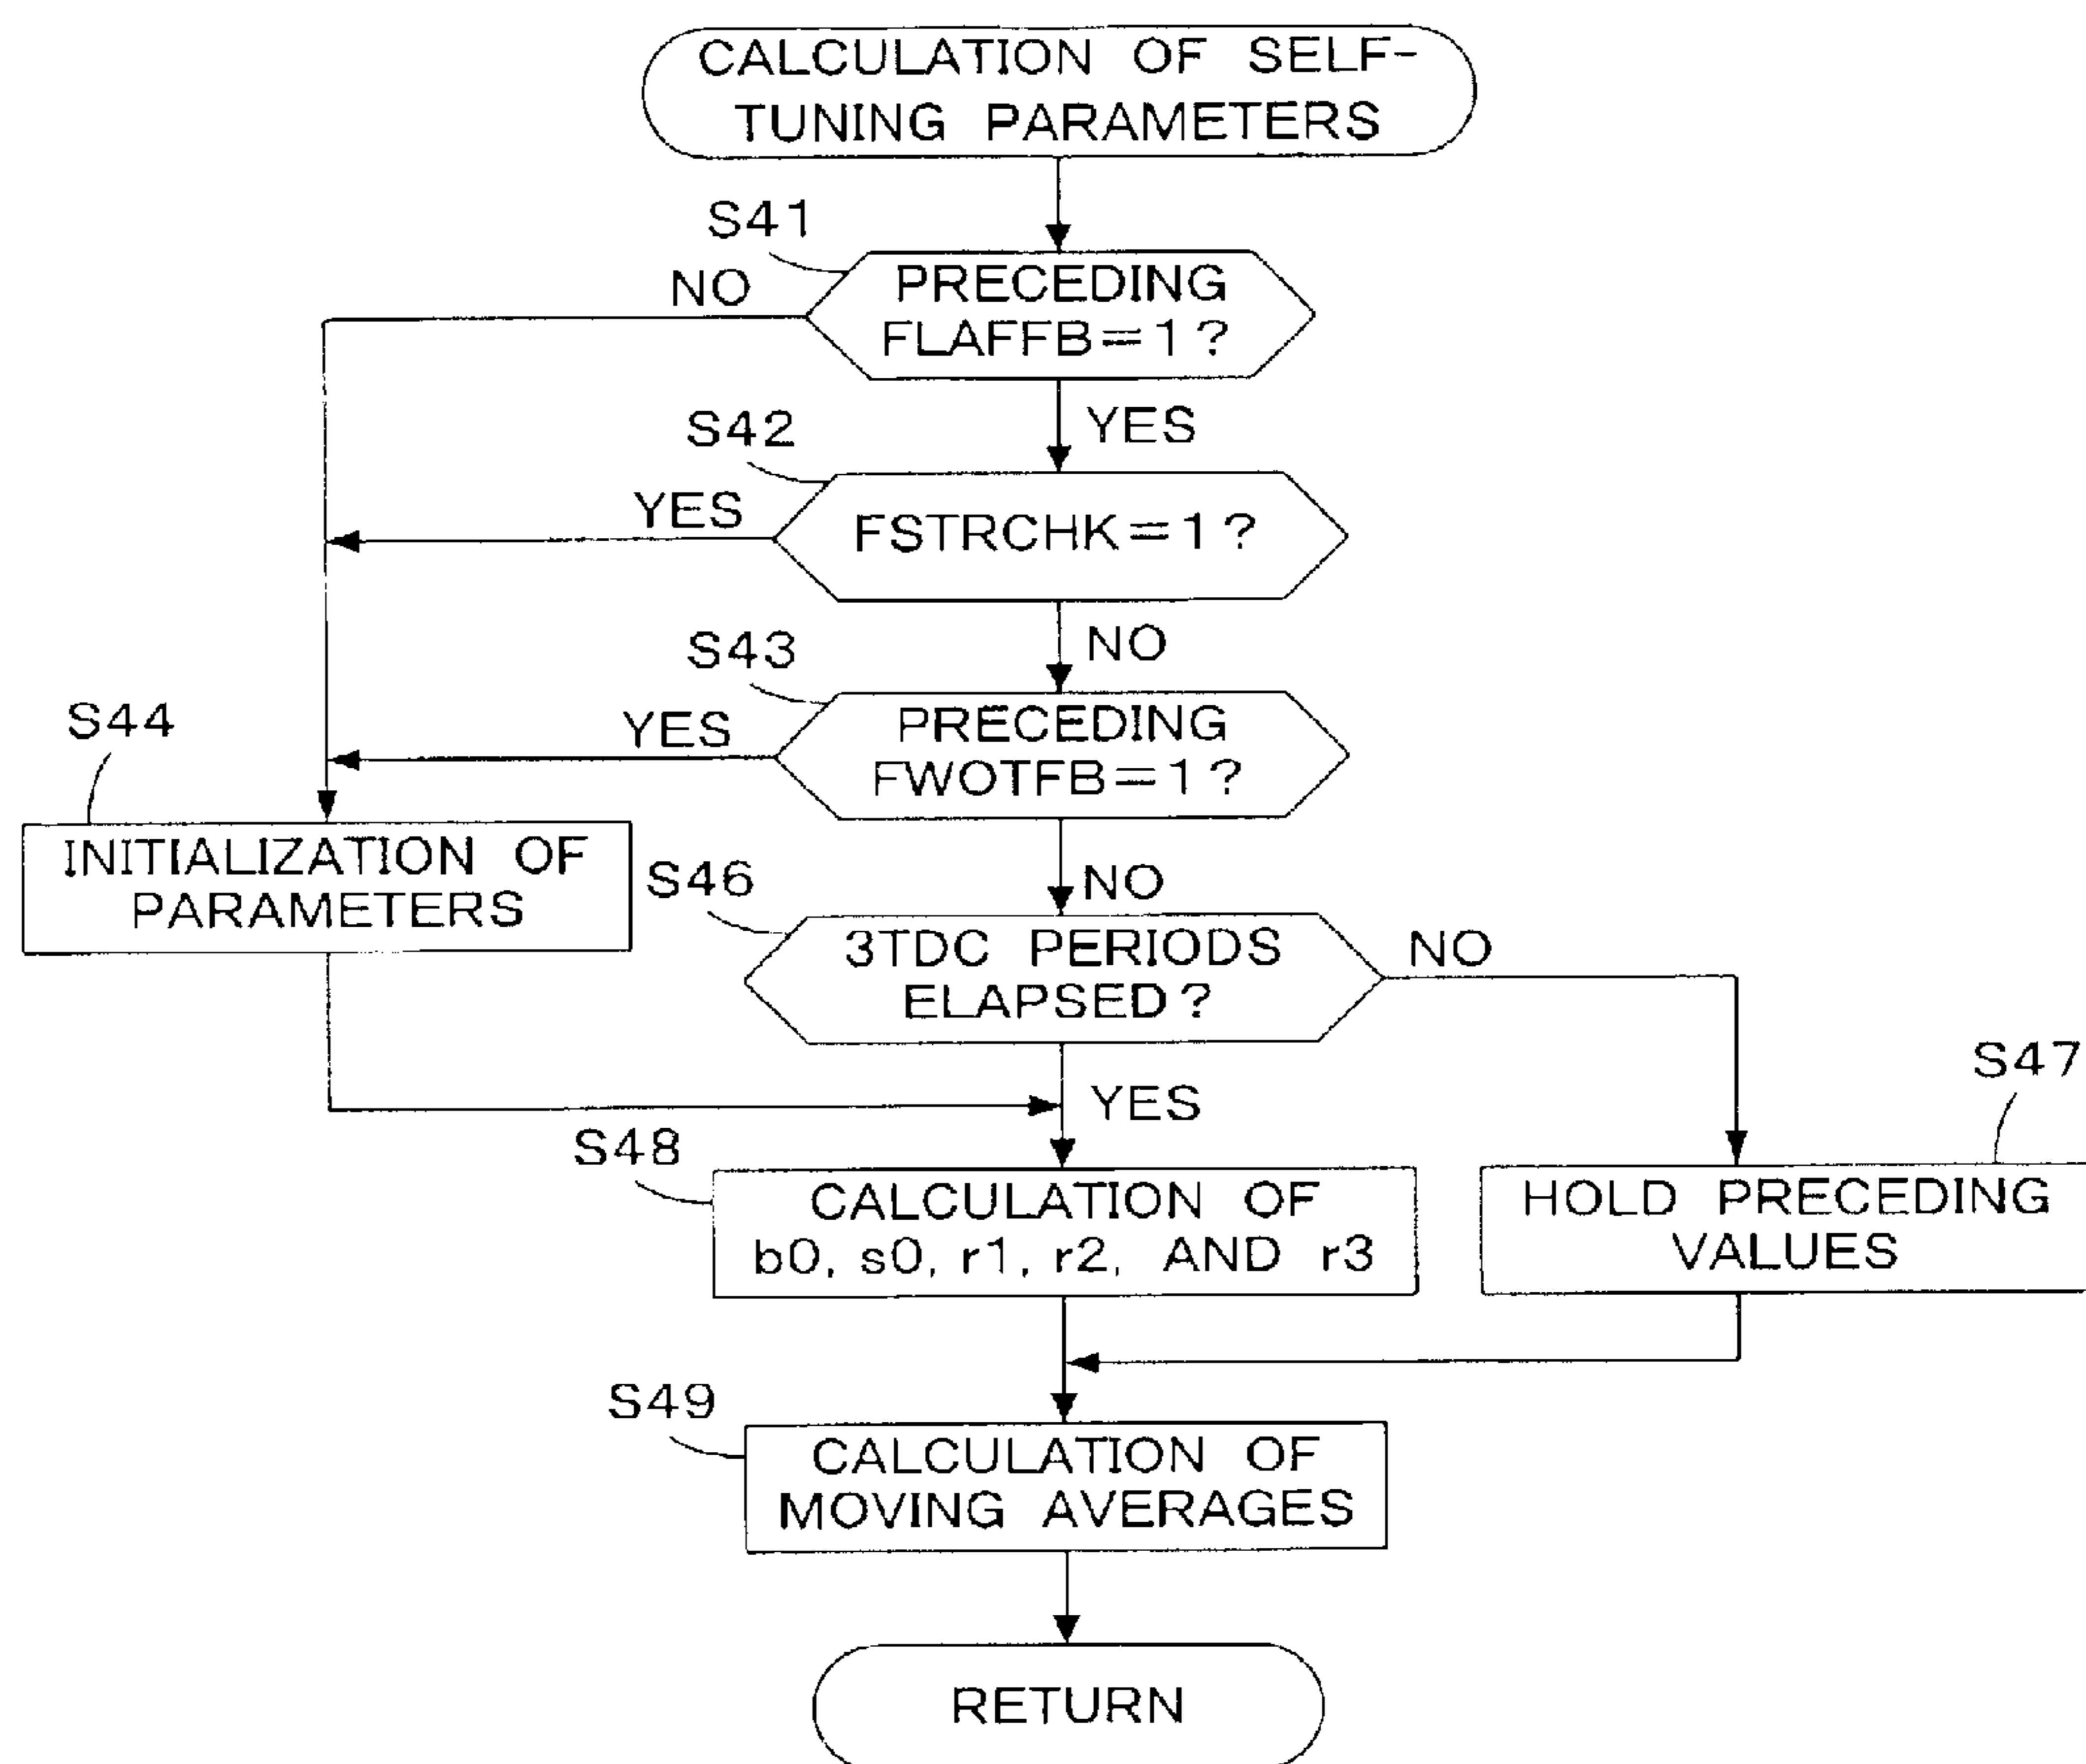 CALCULATION OF SELF-
TUNING PARAMETERS
S41
NO
PRECEDING
FLAFFB=1?
YES
S42
YES
FSTRCHK=1?
NO
S43
YES
PRECEDING
FWOTFB=1?
S44
INITIALIZATION OF
PARAMETERS
NO
S46
3TDC PERIODS
ELAPSED?
NO
YES
S47
S48
CALCULATION OF
b0, s0, r1, r2, AND r3
HOLD PRECEDING
VALUES
S49
CALCULATION OF
MOVING AVERAGES
RETURN